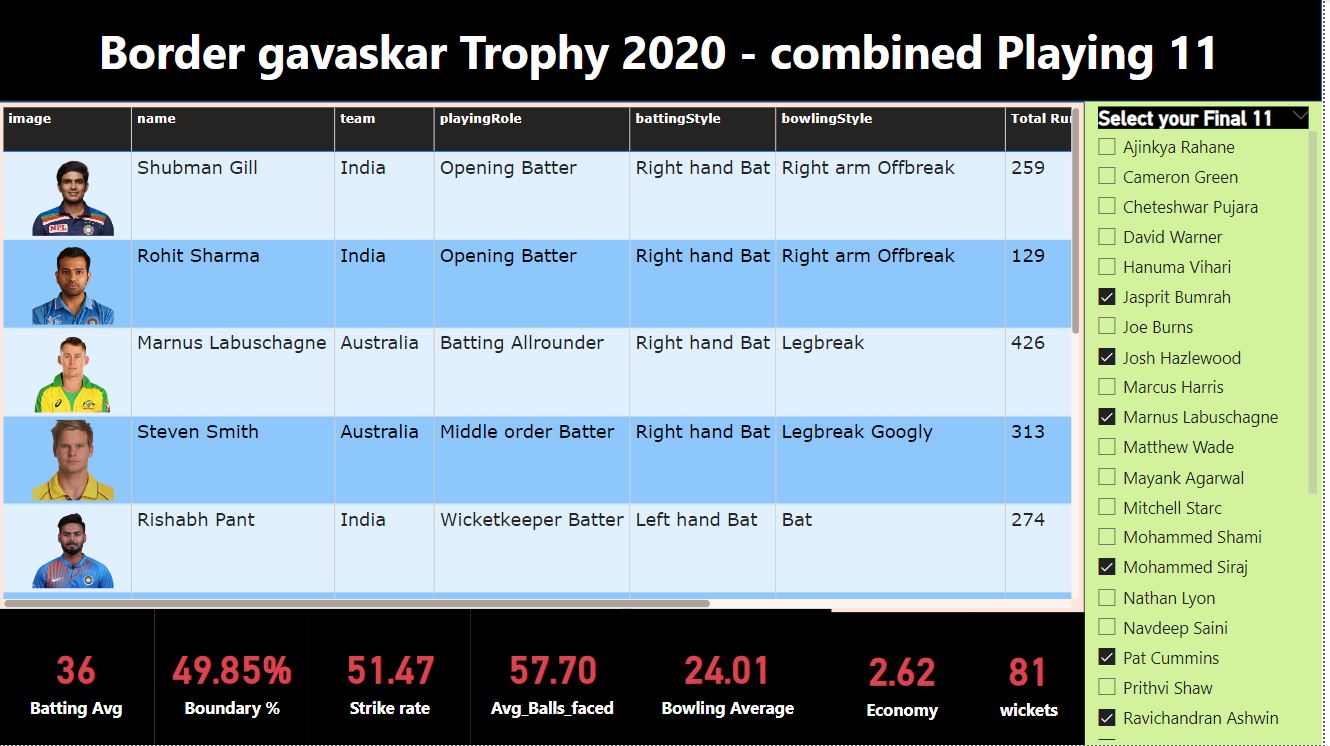 Border gavaskar Trophy 2020 - combined Playing 11
image name team playingRole battingStyle bowlingStyle Total Ru
Shubman Gill India Opening Batter Right hand Bat Right arm Offbreak 259
Rohit Sharma India Opening Batter Right hand Bat Right arm Offbreak 129
Marnus Labuschagne Australia Batting Allrounder Right hand Bat Legbreak 426
Steven Smith Australia Middle order Batter Right hand Bat Legbreak Googly 313
Rishabh Pant India Wicketkeeper Batter Left hand Bat Bat 274
Select your Final 11
Ajinkya Rahane
Cameron Green
Cheteshwar Pujara
David Warner
Hanuma Vihari
Jasprit Bumrah
Joe Burns
Josh Hazlewood
Marcus Harris
Marnus Labuschagne
Matthew Wade
Mayank Agarwal
Mitchell Starc
Mohammed Shami
Mohammed Siraj
Nathan Lyon
Navdeep Saini
Pat Cummins
Prithvi Shaw
Ravichandran Ashwin
36 49.85% 51.47 57.70 24.01 2.62 81
Batting Avg Boundary % Strike rate Avg_Balls_faced Bowling Average Economy wickets